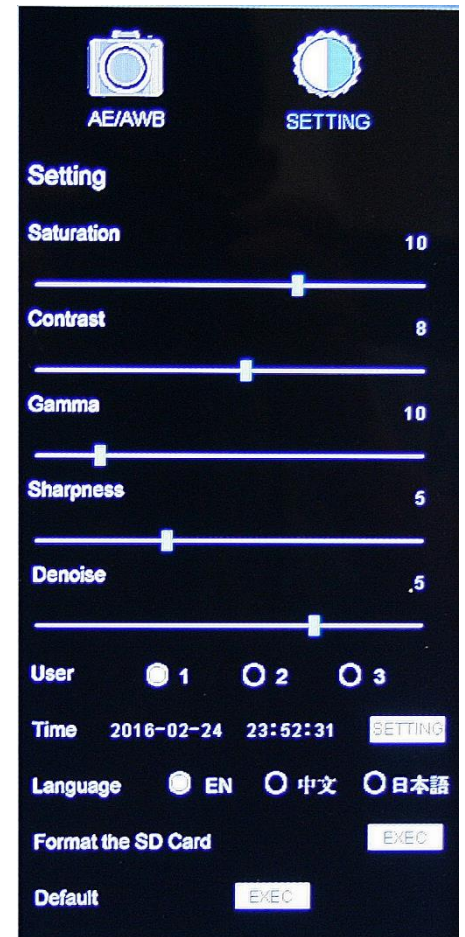 AE/AWB SETTING
Setting
Saturation 10
Contrast 8
Gamma 10
Sharpness 5
Denoise .5
User 1 2 3
Time 2016-02-24 23:52:31 SETTING
Language EN 中文 日本語
Format the SD Card EXEC
Default EXEC